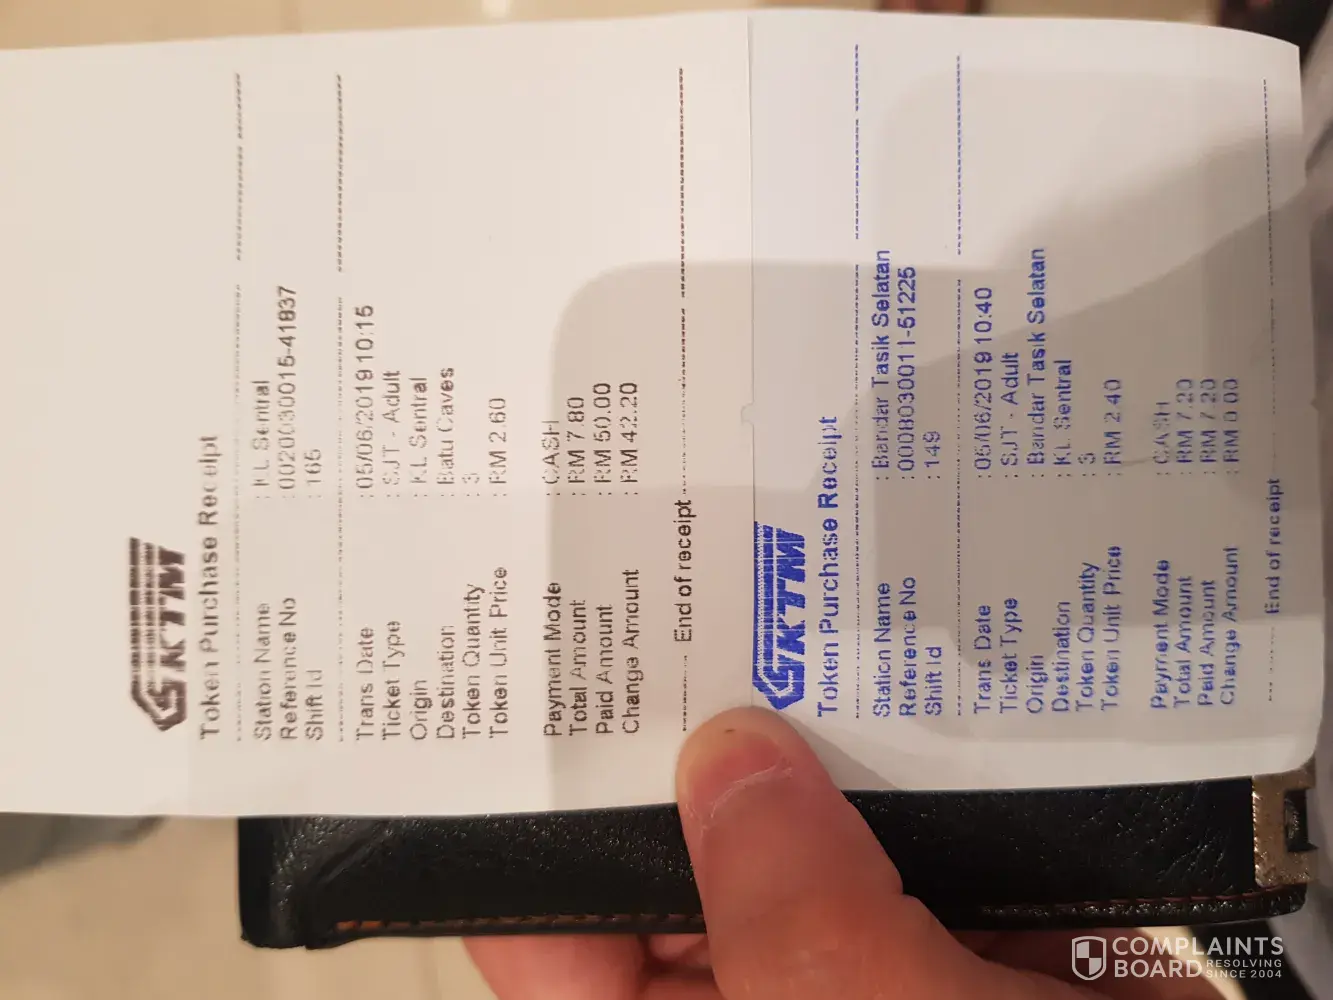 KTM
Token Purchase Receipt
Station Name : KL Sentral
Reference No : 0020030015-41837
Shift Id : 165
Trans Date : 05/06/2019 10:15
Ticket Type : SJT - Adult
Origin : KL Sentral
Destination : Batu Caves
Token Quantity : 3
Token Unit Price : RM 2.60
Payment Mode : CASH
Total Amount : RM 7.80
Paid Amount : RM 50.00
Change Amount : RM 42.20
End of receipt
KTM
Token Purchase Receipt
Station Name : Bandar Tasik Selatan
Reference No : 0008030011-51225
Shift Id : 149
Trans Date : 05/06/2019 10:40
Ticket Type : SJT - Adult
Origin : Bandar Tasik Selatan
Destination : KL Sentral
Token Quantity : 3
Token Unit Price : RM 2.40
Payment Mode : CASH
Total Amount : RM 7.20
Paid Amount : RM 7.20
Change Amount : RM 0.00
End of receipt
COMPLAINTS
BOARD RESOLVING SINCE 2004